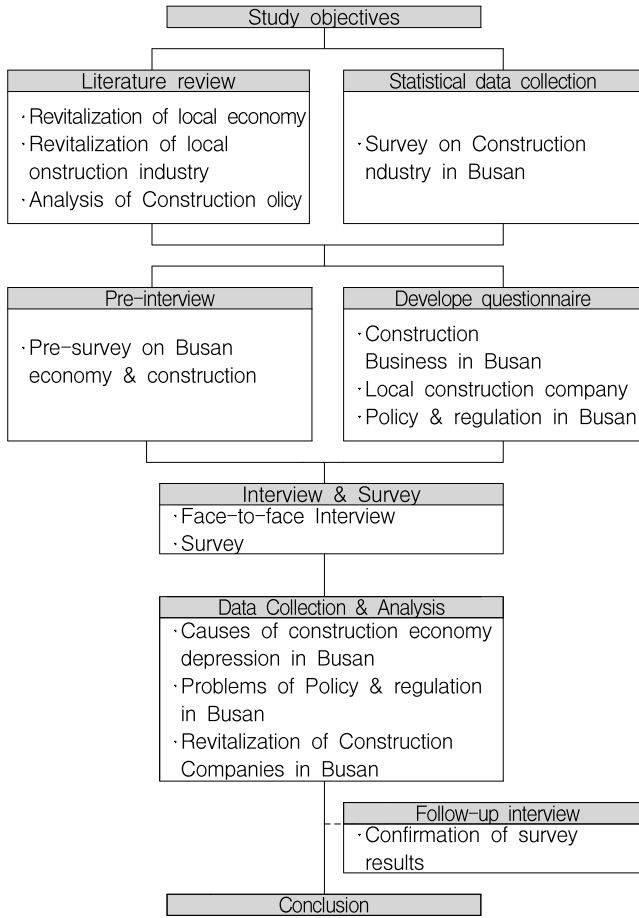 Study objectives
Literature review
· Revitalization of local economy
· Revitalization of local
onstruction industry
· Analysis of Construction olicy
Statistical data collection
· Survey on Construction
ndustry in Busan
Pre-interview
· Pre-survey on Busan
economy & construction
Develope questionnaire
· Construction
Business in Busan
· Local construction company
· Policy & regulation in Busan
Interview & Survey
· Face-to-face Interview
· Survey
Data Collection & Analysis
· Causes of construction economy
depression in Busan
· Problems of Policy & regulation
in Busan
· Revitalization of Construction
Companies in Busan
Follow-up interview
· Confirmation of survey
results
Conclusion